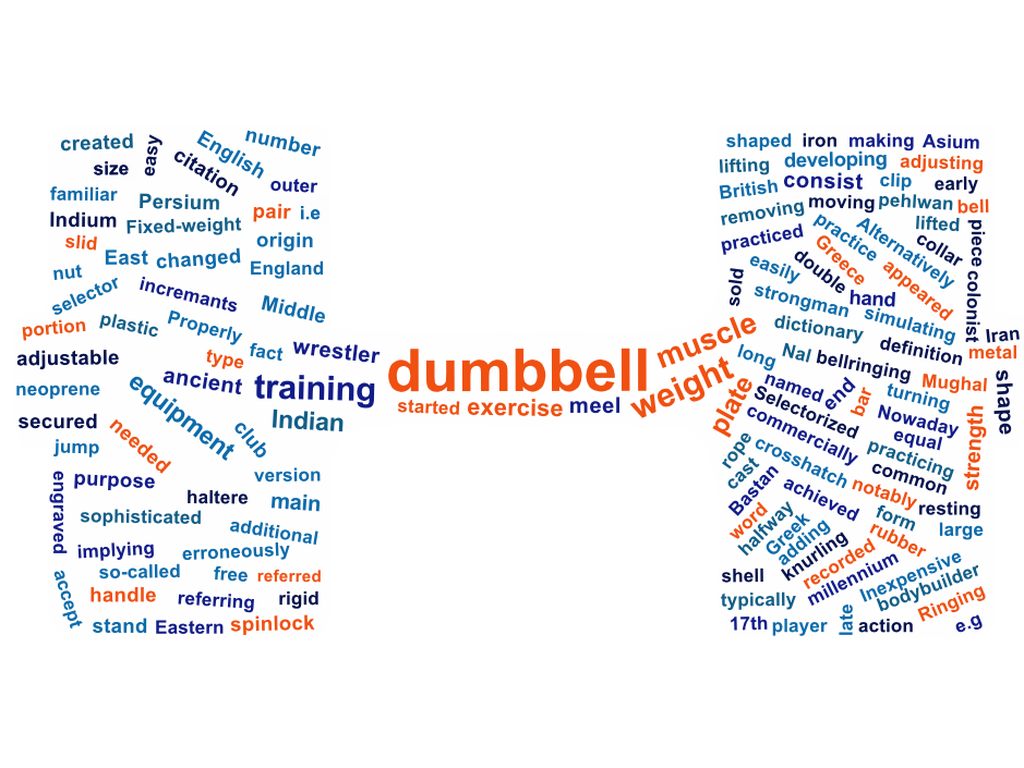 created
easy
English
number
size
citation
outer
familiar
Persium
pair
i.e
Indium
Fixed-weight
slid
origin
East
changed
England
nut
selector
incremants
Middle
portion
plastic
Properly
fact
wrestler
type
adjustable
ancient
training
neoprene
equipment
Indian
secured
needed
club
jump
version
engraved
purpose
haltere
main
sophisticated
additional
implying
erroneously
accept
so-called
free
referred
handle
referring
rigid
stand
Eastern
spinlock
dumbbell
started
exercise
meel
muscle
weight
plate
shaped
iron
making
Asium
lifting
developing
adjusting
British
consist
clip
early
removing
moving
pehlwan
bell
practiced
practice
Alternatively
lifted
collar
piece
colonist
Greece
appeared
sold
easily
double
strongman
hand
simulating
Iran
dictionary
definition
metal
long
Nal
bellringing
Mughal
shape
named
end
bar
turning
Selectorized
Nowaday
equal
strength
commercially
rope
crosshatch
practicing
cast
common
Bastan
achieved
notably
resting
word
halfway
Greek
adding
form
large
knurling
recorded
rubber
shell
millennium
Inexpensive
bodybuilder
typically
Ringing
17th
player
late
action
e.g